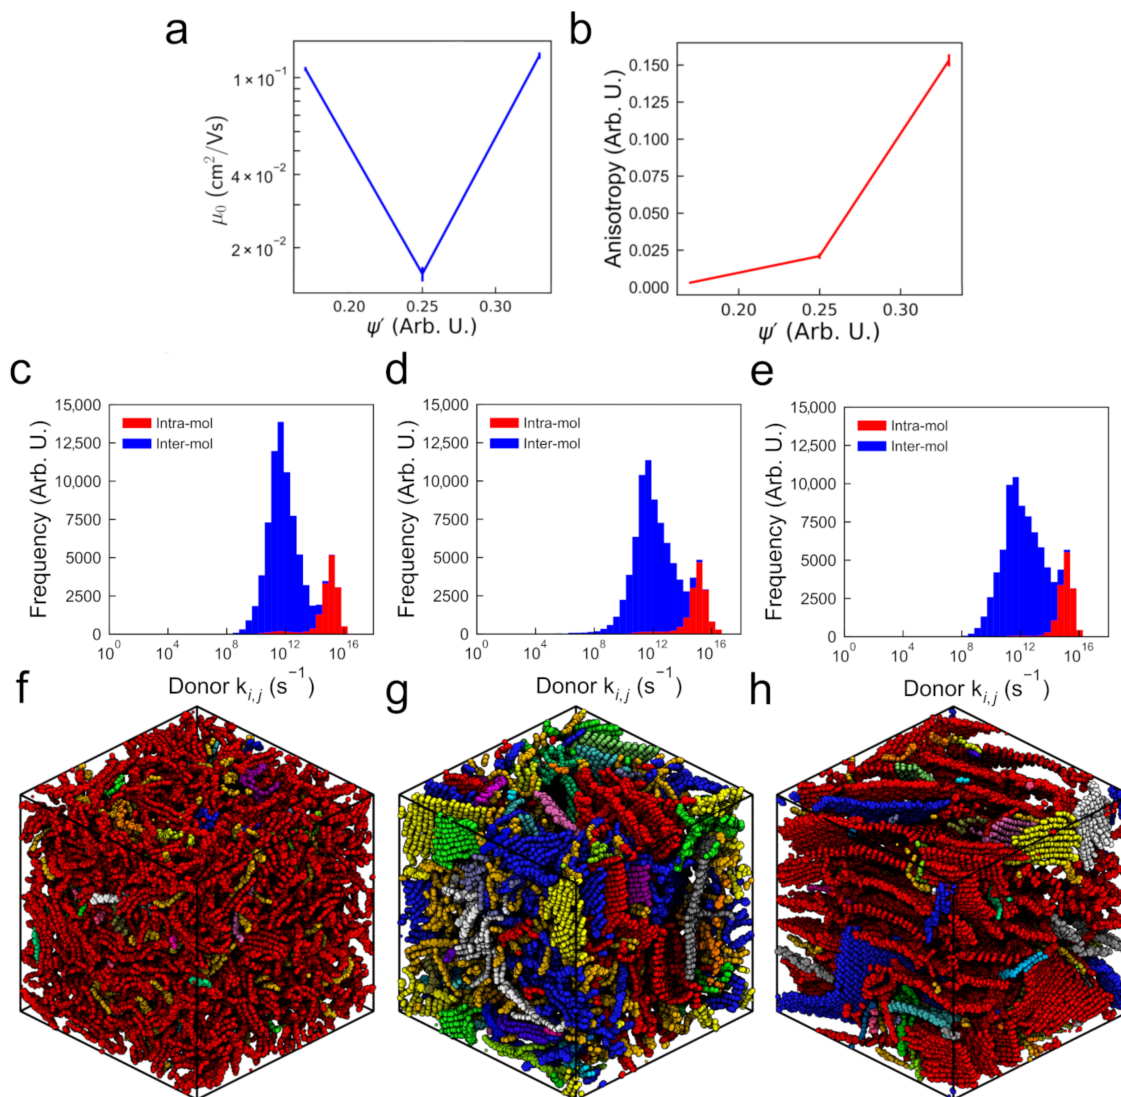 a
b
1 × 10⁻¹
4 × 10⁻²
2 × 10⁻²
μ₀ (cm²/Vs)
0.20 0.25 0.30
ψ′ (Arb. U.)
0.150
0.125
0.100
0.075
0.050
0.025
0.000
Anisotropy (Arb. U.)
0.20 0.25 0.30
ψ′ (Arb. U.)
c
d
e
15,000
12,500
10,000
7500
5000
2500
0
Frequency (Arb. U.)
Intra-mol
Inter-mol
10⁰ 10⁴ 10⁸ 10¹² 10¹⁶
Donor kᵢ,ⱼ (s⁻¹)
15,000
12,500
10,000
7500
5000
2500
0
Frequency (Arb. U.)
Intra-mol
Inter-mol
10⁰ 10⁴ 10⁸ 10¹² 10¹⁶
Donor kᵢ,ⱼ (s⁻¹)
15,000
12,500
10,000
7500
5000
2500
0
Frequency (Arb. U.)
Intra-mol
Inter-mol
10⁰ 10⁴ 10⁸ 10¹² 10¹⁶
Donor kᵢ,ⱼ (s⁻¹)
f
g
h